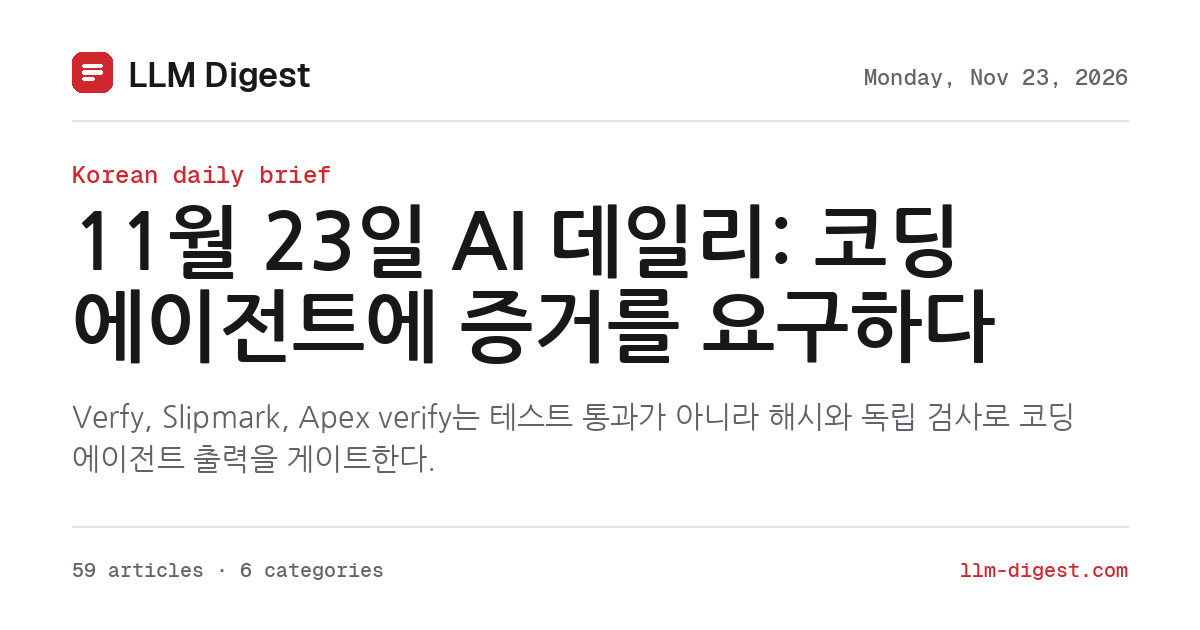 LLM Digest
Monday, Nov 23, 2026
Korean daily brief
11월 23일 AI 데일리: 코딩
에이전트에 증거를 요구하다
Verfy, Slipmark, Apex verify는 테스트 통과가 아니라 해시와 독립 검사로 코딩
에이전트 출력을 게이트한다.
59 articles · 6 categories
llm-digest.com